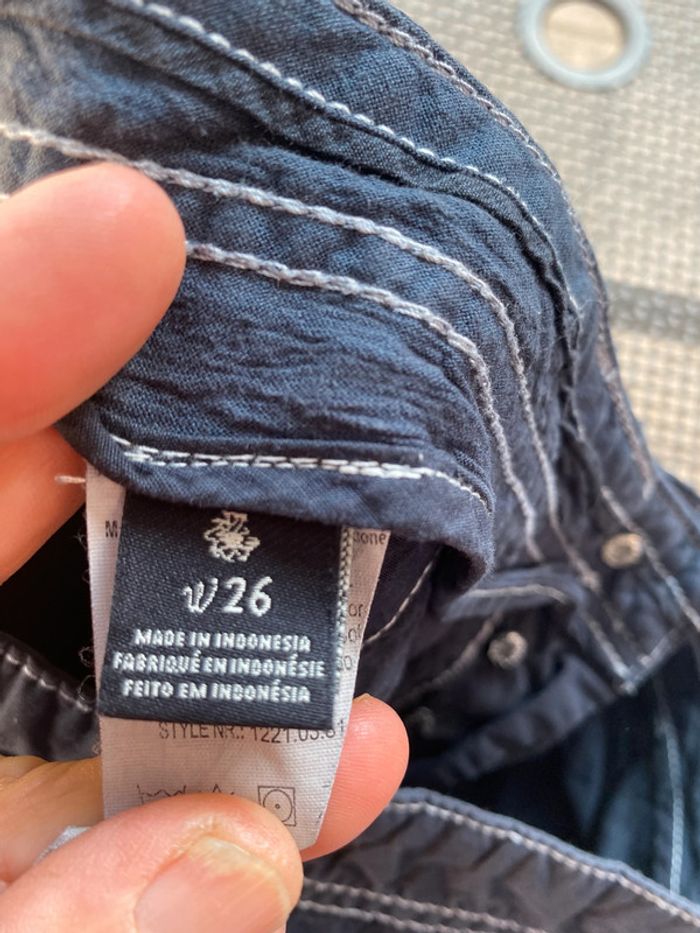 W26
MADE IN INDONESIA
FABRIQUÉ EN INDONÉSIE
FEITO EM INDONÉSIA
STYLE NR.: 1221.05.81